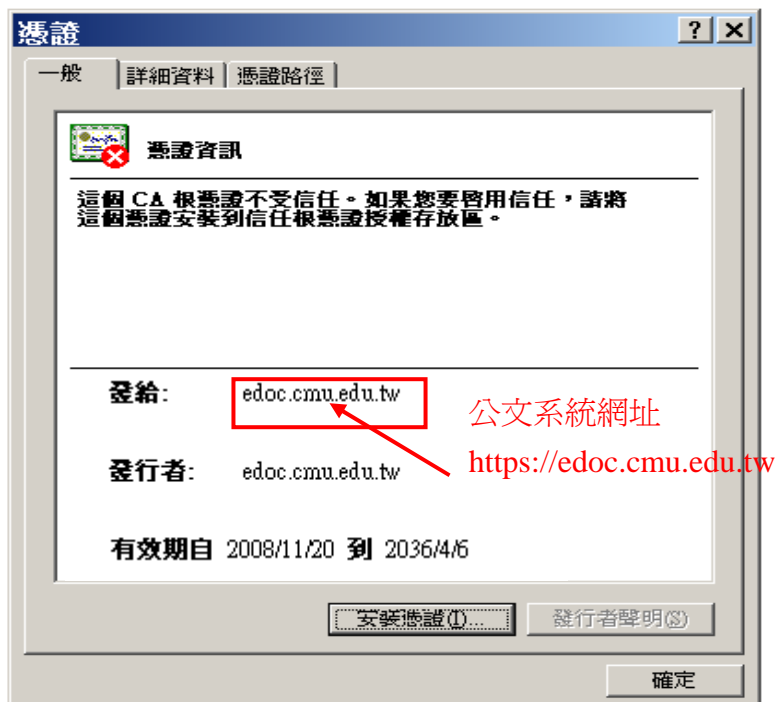 憑證
一般 詳細資料 憑證路徑
憑證資訊
這個 CA 根憑證不受信任。如果您要啓用信任，請將
這個憑證安裝到信任根憑證授權存放區。
發給: edoc.cmu.edu.tw
公文系統網址
https://edoc.cmu.edu.tw
發行者: edoc.cmu.edu.tw
有效期自 2008/11/20 到 2036/4/6
安裝憑證(I)... 發行者聲明(S)
確定